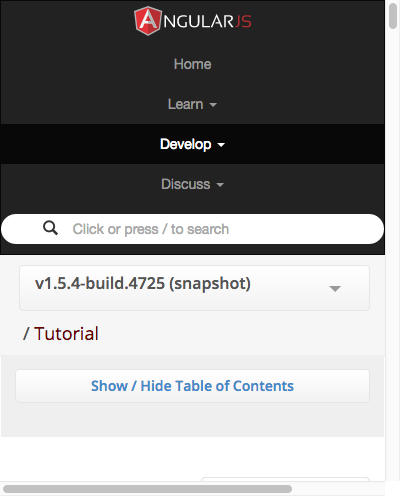 ANGULARJS
Home
Learn
Develop
Discuss
Click or press / to search
v1.5.4-build.4725 (snapshot)
/ Tutorial
Show / Hide Table of Contents